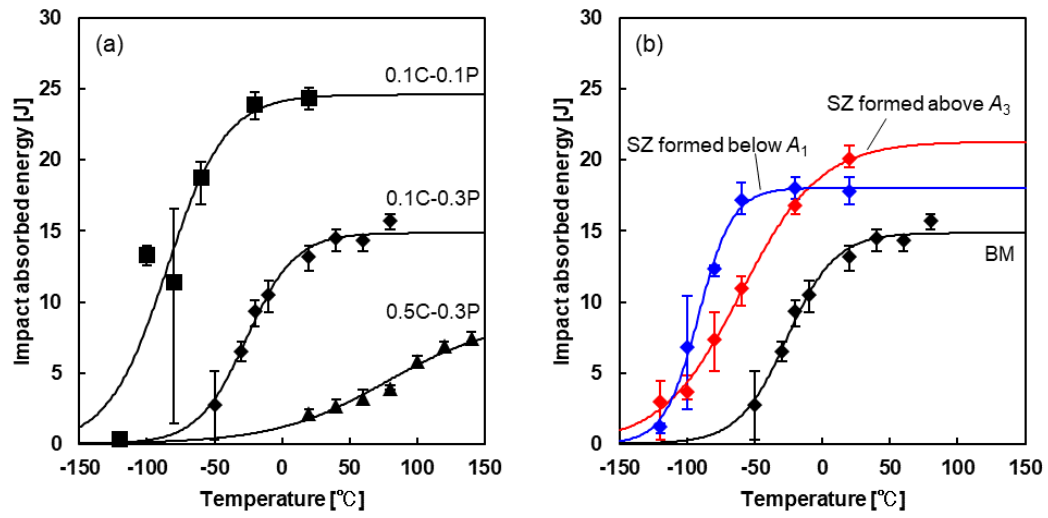 (a)
30
25
20
15
10
5
0
Impact absorbed energy [J]
0.1C-0.1P
0.1C-0.3P
0.5C-0.3P
-150 -100 -50 0 50 100 150
Temperature [℃]
(b)
30
25
20
15
10
5
0
Impact absorbed energy [J]
SZ formed above A₃
SZ formed below A₁
BM
-150 -100 -50 0 50 100 150
Temperature [℃]